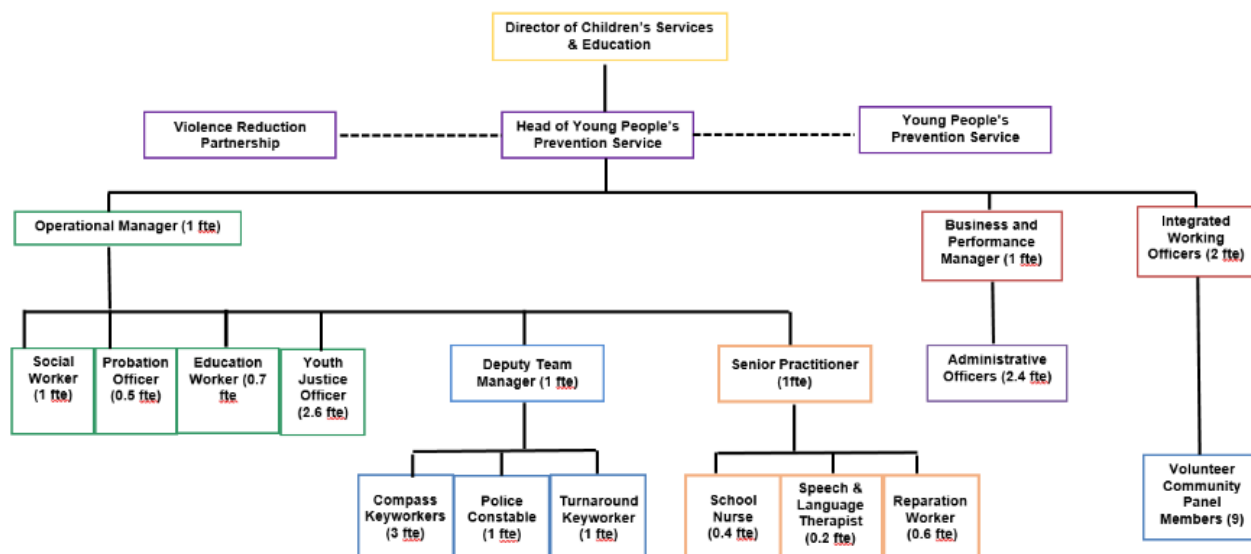 Director of Children's Services
& Education
Violence Reduction
Partnership
Head of Young People's
Prevention Service
Young People's
Prevention Service
Operational Manager (1 fte)
Business and
Performance
Manager (1 fte)
Integrated
Working
Officers (2 fte)
Social
Worker
(1 fte)
Probation
Officer
(0.5 fte)
Education
Worker (0.7
fte
Youth
Justice
Officer
(2.6 fte)
Deputy Team
Manager (1 fte)
Senior Practitioner
(1fte)
Administrative
Officers (2.4 fte)
Compass
Keyworkers
(3 fte)
Police
Constable
(1 fte)
Turnaround
Keyworker
(1 fte)
School
Nurse
(0.4 fte)
Speech &
Language
Therapist
(0.2 fte)
Reparation
Worker
(0.6 fte)
Volunteer
Community
Panel
Members (9)